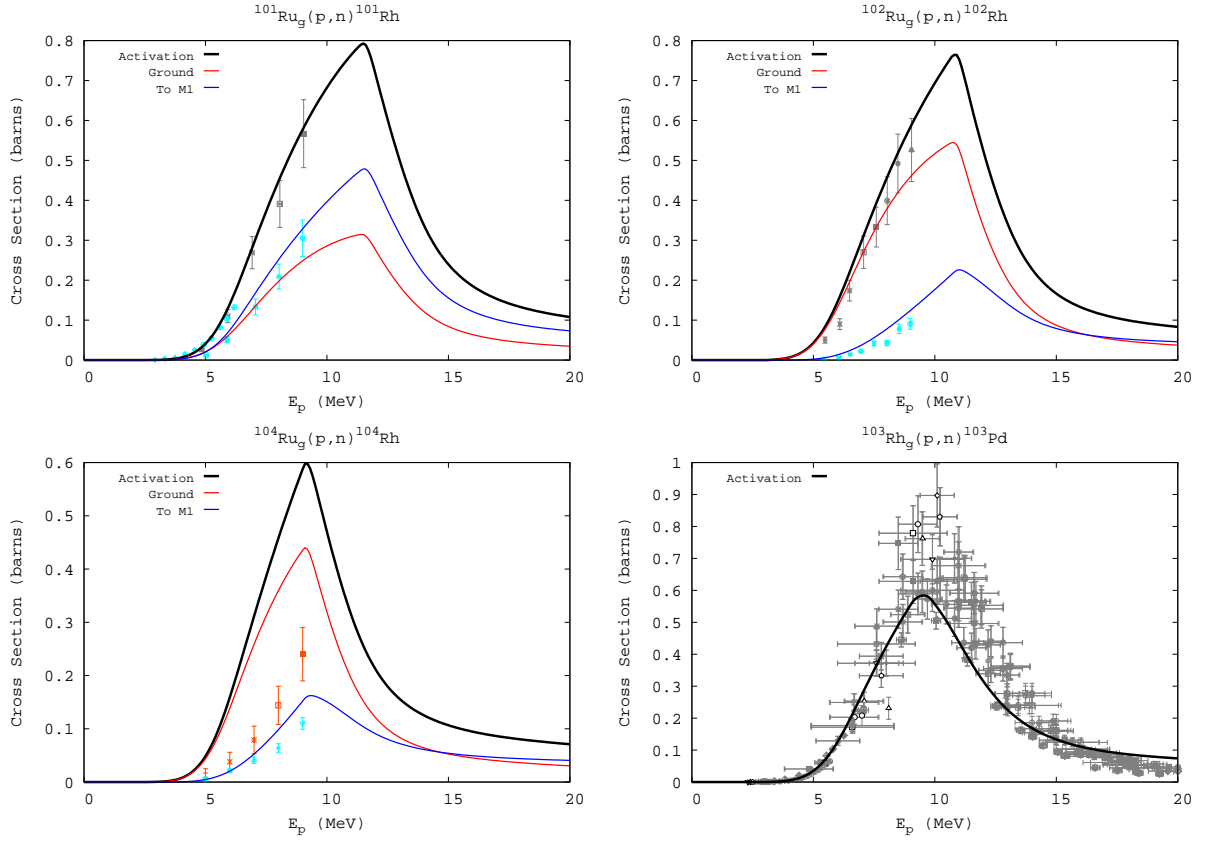 ¹⁰¹Ru_g(p,n)¹⁰¹Rh
Cross Section (barns)
0.8
0.7
0.6
0.5
0.4
0.3
0.2
0.1
0
Activation
Ground
To M1
0 5 10 15 20
E_p (MeV)
¹⁰²Ru_g(p,n)¹⁰²Rh
Cross Section (barns)
0.8
0.7
0.6
0.5
0.4
0.3
0.2
0.1
0
Activation
Ground
To M1
0 5 10 15 20
E_p (MeV)
¹⁰⁴Ru_g(p,n)¹⁰⁴Rh
Cross Section (barns)
0.6
0.5
0.4
0.3
0.2
0.1
0
Activation
Ground
To M1
0 5 10 15 20
E_p (MeV)
¹⁰³Rh_g(p,n)¹⁰³Pd
Cross Section (barns)
1
0.9
0.8
0.7
0.6
0.5
0.4
0.3
0.2
0.1
0
Activation
0 5 10 15 20
E_p (MeV)